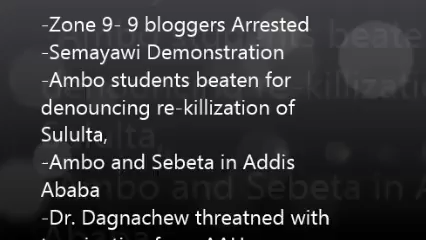 -Zone 9- 9 bloggers Arrested
-Semayawi Demonstration
-Ambo students beaten for
denouncing re-killization of
Sululta,
-Ambo and Sebeta in Addis
Ababa
-Dr. Dagnachew threatned with